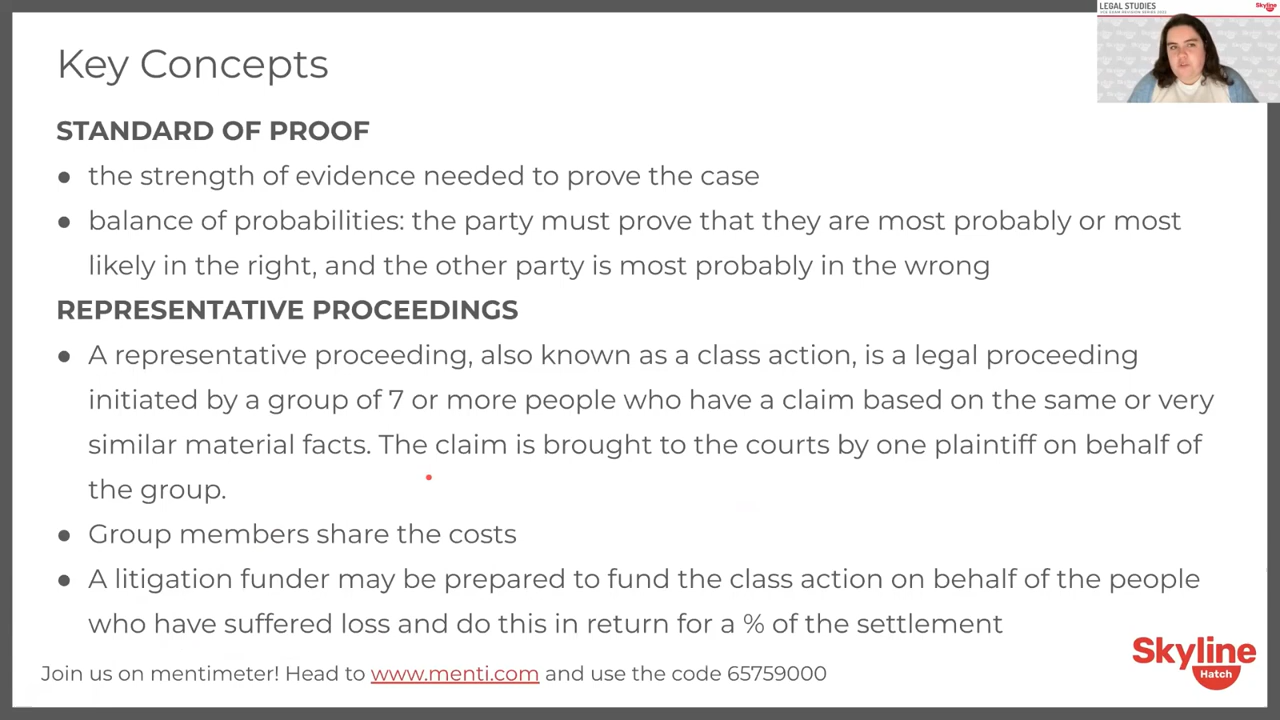 LEGAL STUDIES
Skyline
Key Concepts
STANDARD OF PROOF
● the strength of evidence needed to prove the case
● balance of probabilities: the party must prove that they are most probably or most
likely in the right, and the other party is most probably in the wrong
REPRESENTATIVE PROCEEDINGS
● A representative proceeding, also known as a class action, is a legal proceeding
initiated by a group of 7 or more people who have a claim based on the same or very
similar material facts. The claim is brought to the courts by one plaintiff on behalf of
the group.
● Group members share the costs
● A litigation funder may be prepared to fund the class action on behalf of the people
who have suffered loss and do this in return for a % of the settlement
Join us on mentimeter! Head to www.menti.com and use the code 65759000
Skyline
Hatch